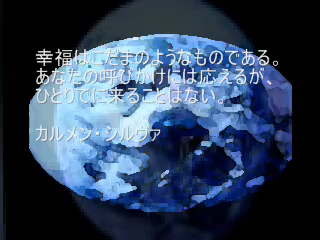 幸福はこだまのようなものである。
あなたの呼びかけには応えるが、
ひとりでに来ることはない。
カルメン・シルヴァ